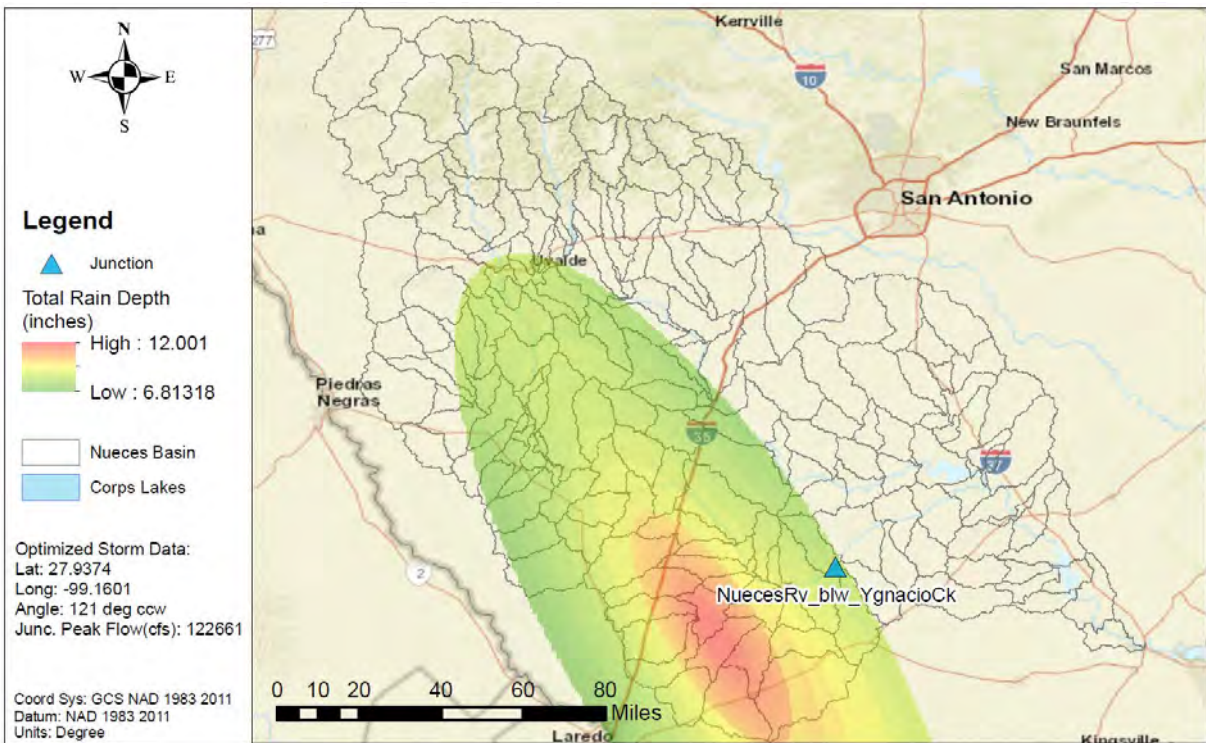 N
W
E
S
Legend
Junction
Total Rain Depth
(inches)
High : 12.001
Low : 6.81318
Nueces Basin
Corps Lakes
Optimized Storm Data:
Lat: 27.9374
Long: -99.1601
Angle: 121 deg ccw
Junc. Peak Flow(cfs): 122661
Coord Sys: GCS NAD 1983 2011
Datum: NAD 1983 2011
Units: Degree
277
Kerrville
10
San Marcos
New Braunfels
San Antonio
Uvalde
Piedras
Negras
35
37
2
NuecesRv_blw_YgnacioCk
0 10 20 40 60 80
Miles
Laredo
Kingsville